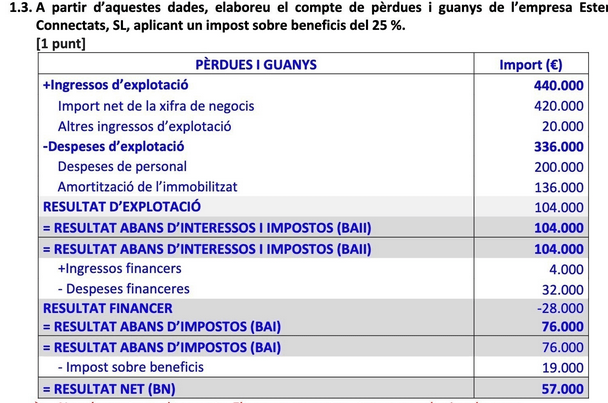 1.3. A partir d'aquestes dades, elaboreu el compte de pèrdues i guanys de l'empresa Ester
Connectats, SL, aplicant un impost sobre beneficis del 25 %.
[1 punt]
PÈRDUES I GUANYS Import (€)
+Ingressos d'explotació 440.000
Import net de la xifra de negocis 420.000
Altres ingressos d'explotació 20.000
-Despeses d'explotació 336.000
Despeses de personal 200.000
Amortització de l'immobilitzat 136.000
RESULTAT D'EXPLOTACIÓ 104.000
= RESULTAT ABANS D'INTERESSOS I IMPOSTOS (BAII) 104.000
= RESULTAT ABANS D'INTERESSOS I IMPOSTOS (BAII) 104.000
+Ingressos financers 4.000
- Despeses financeres 32.000
RESULTAT FINANCER -28.000
= RESULTAT ABANS D'IMPOSTOS (BAI) 76.000
= RESULTAT ABANS D'IMPOSTOS (BAI) 76.000
- Impost sobre beneficis 19.000
= RESULTAT NET (BN) 57.000